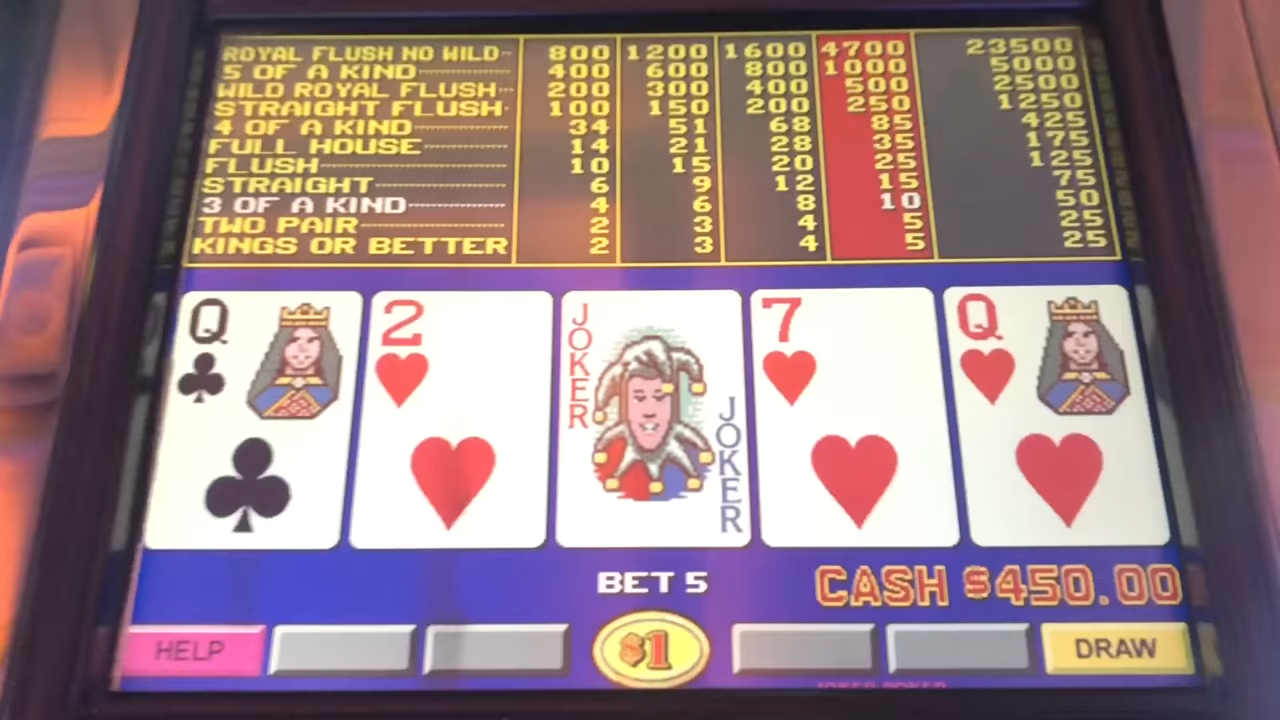 ROYAL FLUSH NO WILD 800 1200 1600 4700 23500
5 OF A KIND 400 600 800 1000 5000
WILD ROYAL FLUSH 200 300 400 500 2500
STRAIGHT FLUSH 100 150 200 250 1250
4 OF A KIND 34 51 68 85 425
FULL HOUSE 14 21 28 35 175
FLUSH 10 15 20 25 125
STRAIGHT 6 9 12 15 75
3 OF A KIND 4 6 8 10 50
TWO PAIR 2 3 4 5 25
KINGS OR BETTER 2 3 4 5 25
Q 2 JOKER 7 Q
JOKER
BET 5 CASH $450.00
HELP $1 DRAW
JOKER POKER